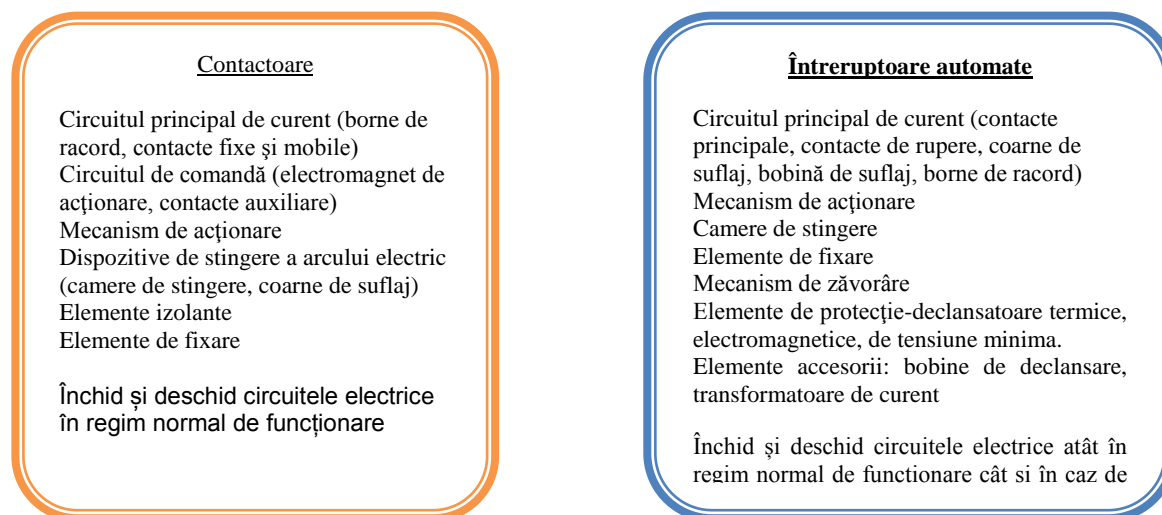 Contactoare
Circuitul principal de curent (borne de
racord, contacte fixe şi mobile)
Circuitul de comandă (electromagnet de
acţionare, contacte auxiliare)
Mecanism de acţionare
Dispozitive de stingere a arcului electric
(camere de stingere, coarne de suflaj)
Elemente izolante
Elemente de fixare
Închid și deschid circuitele electrice
în regim normal de funcționare
Întreruptoare automate
Circuitul principal de curent (contacte
principale, contacte de rupere, coarne de
suflaj, bobină de suflaj, borne de racord)
Mecanism de acţionare
Camere de stingere
Elemente de fixare
Mecanism de zăvorâre
Elemente de protecţie-declansatoare termice,
electromagnetice, de tensiune minima.
Elemente accesorii: bobine de declansare,
transformatoare de curent
Închid și deschid circuitele electrice atât în
regim normal de functionare cât si în caz de